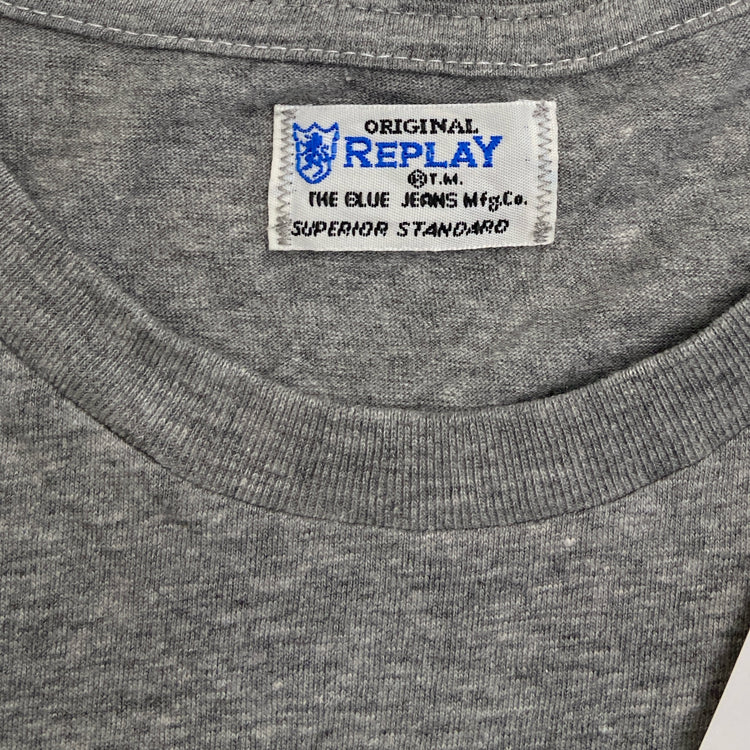 ORIGINAL
REPLAY
®T.M.
THE BLUE JEANS Mfg.Co.
SUPERIOR STANDARD